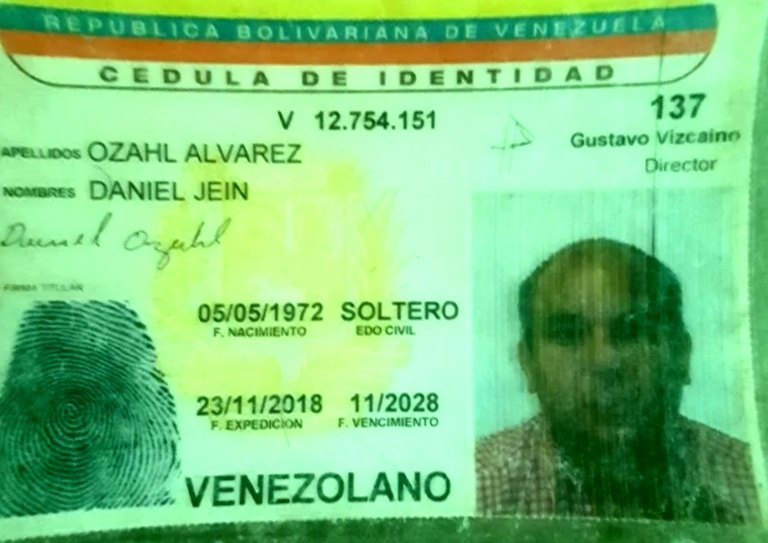 REPUBLICA BOLIVARIANA DE VENEZUELA
CEDULA DE IDENTIDAD
V 12.754.151
137
Gustavo Vizcaino
Director
APELLIDOS OZAHL ALVAREZ
NOMBRES DANIEL JEIN
Daniel Ozahl
FIRMA TITULAR
05/05/1972 SOLTERO
F. NACIMIENTO EDO CIVIL
23/11/2018 11/2028
F. EXPEDICION F. VENCIMIENTO
VENEZOLANO